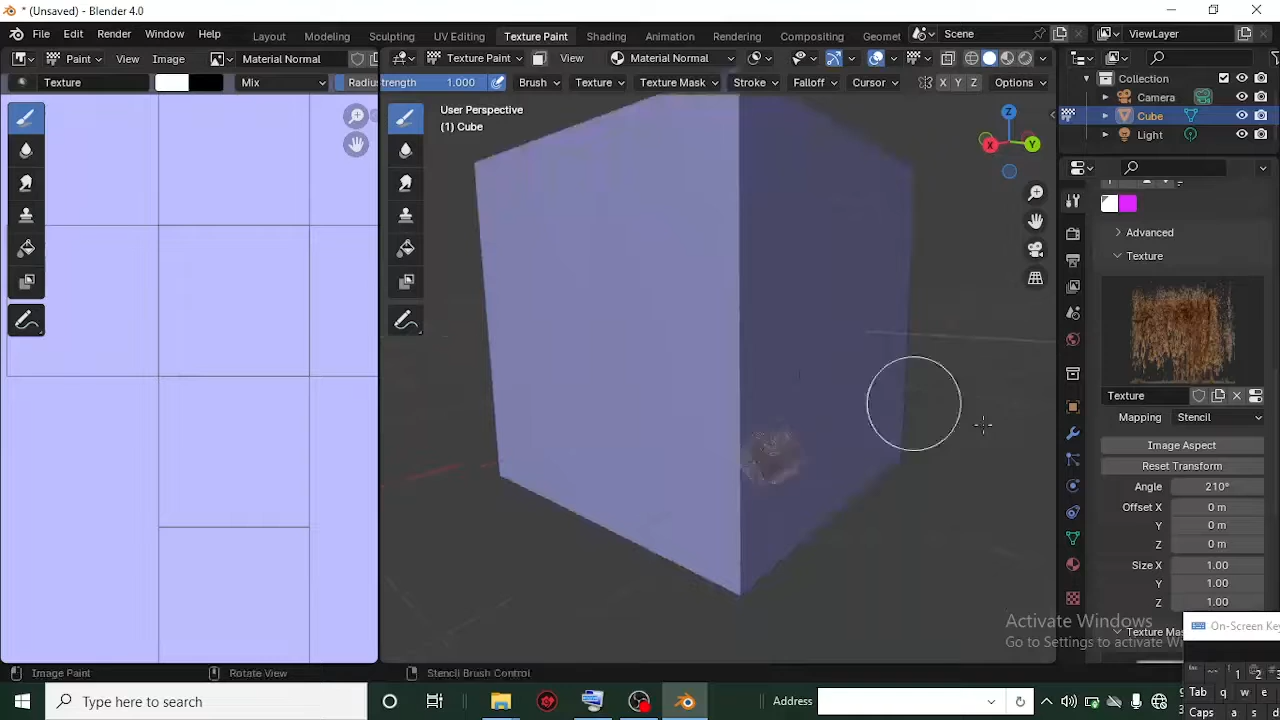 * (Unsaved) - Blender 4.0
File Edit Render Window Help Layout Modeling Sculpting UV Editing Texture Paint Shading Animation Rendering Compositing Geomet Scene ViewLayer
Paint View Image Material Normal Texture Paint View Material Normal
Texture Mix Radiu trength 1.000 Brush Texture Texture Mask Stroke Falloff Cursor X Y Z Options
Collection
Camera
Cube
Light
User Perspective
(1) Cube
Z
X
Y
Advanced
Texture
Texture
Mapping Stencil
Image Aspect
Reset Transform
Angle 210°
Offset X 0 m
Y 0 m
Z 0 m
Size X 1.00
Y 1.00
Z 1.00
Texture Mas
Activate Windows
Go to Settings to activate Wi
On-Screen Key
Tab q w e
Caps a s d
Image Paint Rotate View Stencil Brush Control
Type here to search
Address